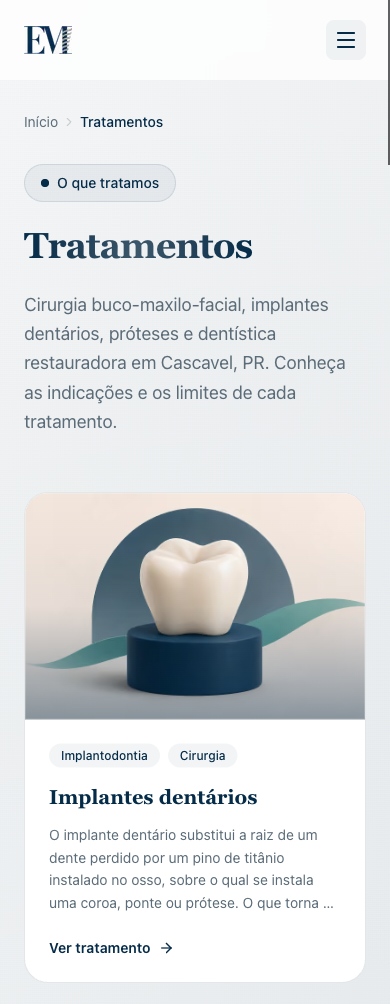 EM
Início > Tratamentos
O que tratamos
Tratamentos
Cirurgia buco-maxilo-facial, implantes
dentários, próteses e dentística
restauradora em Cascavel, PR. Conheça
as indicações e os limites de cada
tratamento.
Implantodontia Cirurgia
Implantes dentários
O implante dentário substitui a raiz de um
dente perdido por um pino de titânio
instalado no osso, sobre o qual se instala
uma coroa, ponte ou prótese. O que torna ...
Ver tratamento →